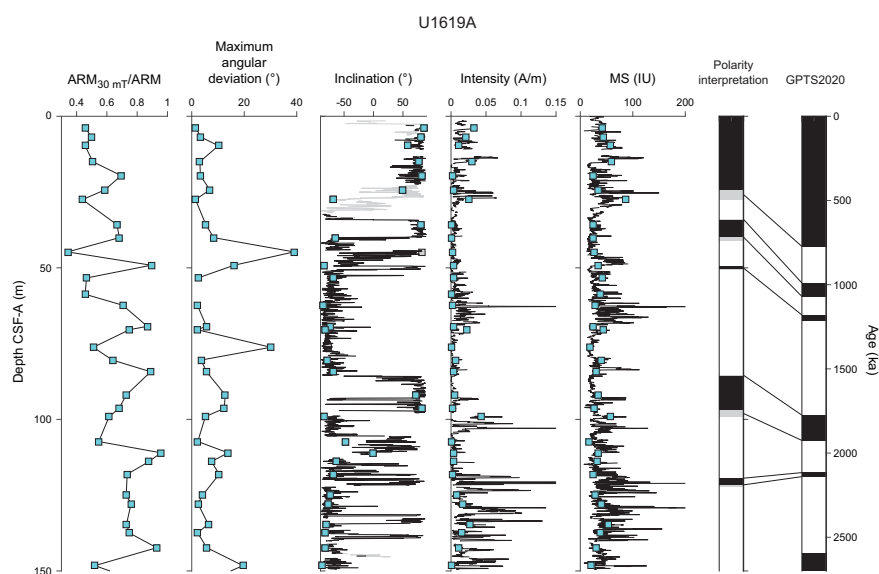 U1619A
Maximum
angular
deviation (°)
ARM30 mT/ARM
Inclination (°)
Intensity (A/m)
MS (IU)
Polarity
interpretation
GPTS2020
0.4 0.6 0.8 1
0 20 40
-50 0 50
0 0.05 0.1 0.15
0 100 200
0
50
100
150
Depth CSF-A (m)
0
500
1000
1500
2000
2500
Age (ka)